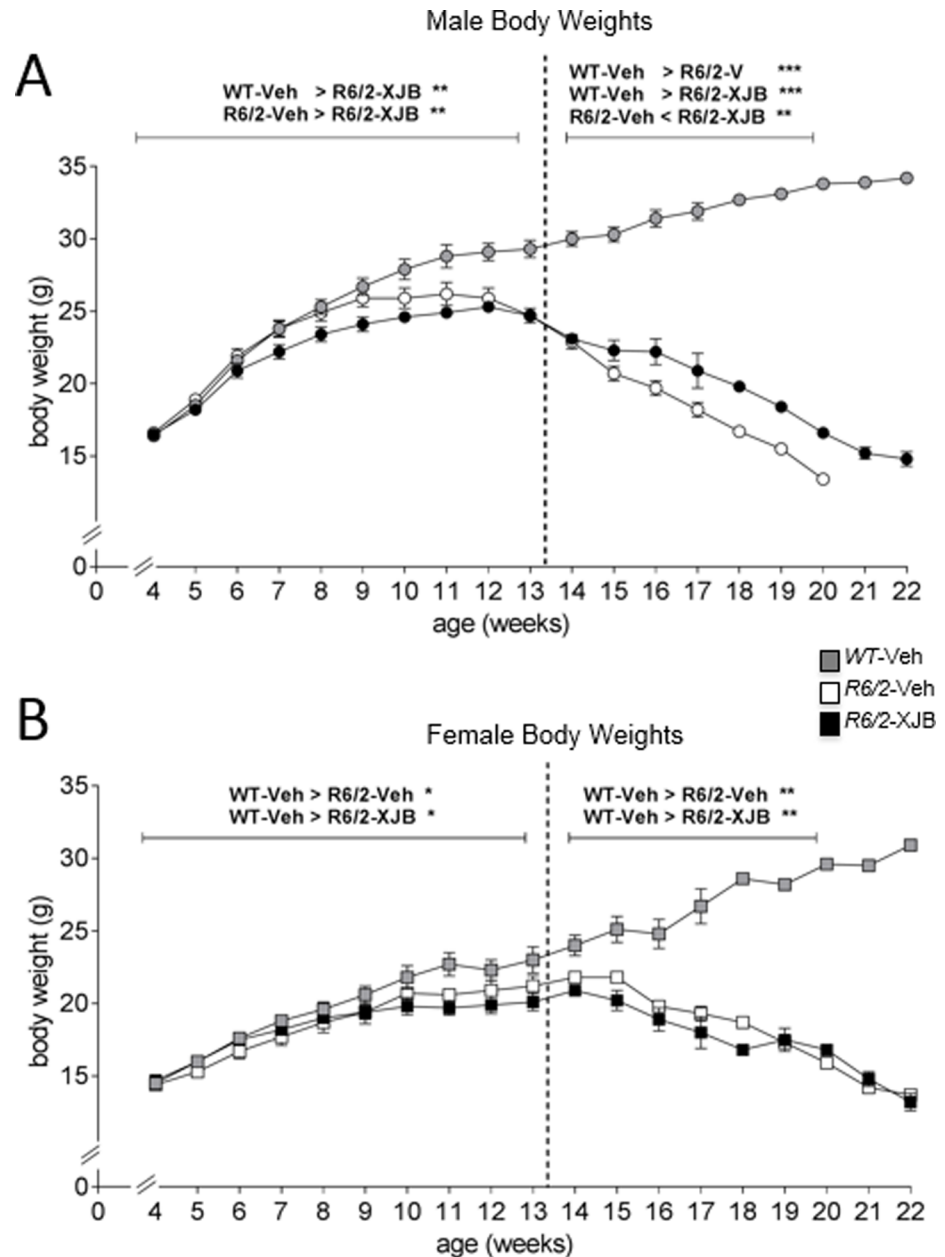 Male Body Weights
A
WT-Veh > R6/2-XJB **
R6/2-Veh > R6/2-XJB **
WT-Veh > R6/2-V ***
WT-Veh > R6/2-XJB ***
R6/2-Veh < R6/2-XJB **
35
30
25
20
15
0
body weight (g)
0 4 5 6 7 8 9 10 11 12 13 14 15 16 17 18 19 20 21 22
age (weeks)
WT-Veh
R6/2-Veh
R6/2-XJB
B
Female Body Weights
WT-Veh > R6/2-Veh *
WT-Veh > R6/2-XJB *
WT-Veh > R6/2-Veh **
WT-Veh > R6/2-XJB **
35
30
25
20
15
0
body weight (g)
0 4 5 6 7 8 9 10 11 12 13 14 15 16 17 18 19 20 21 22
age (weeks)